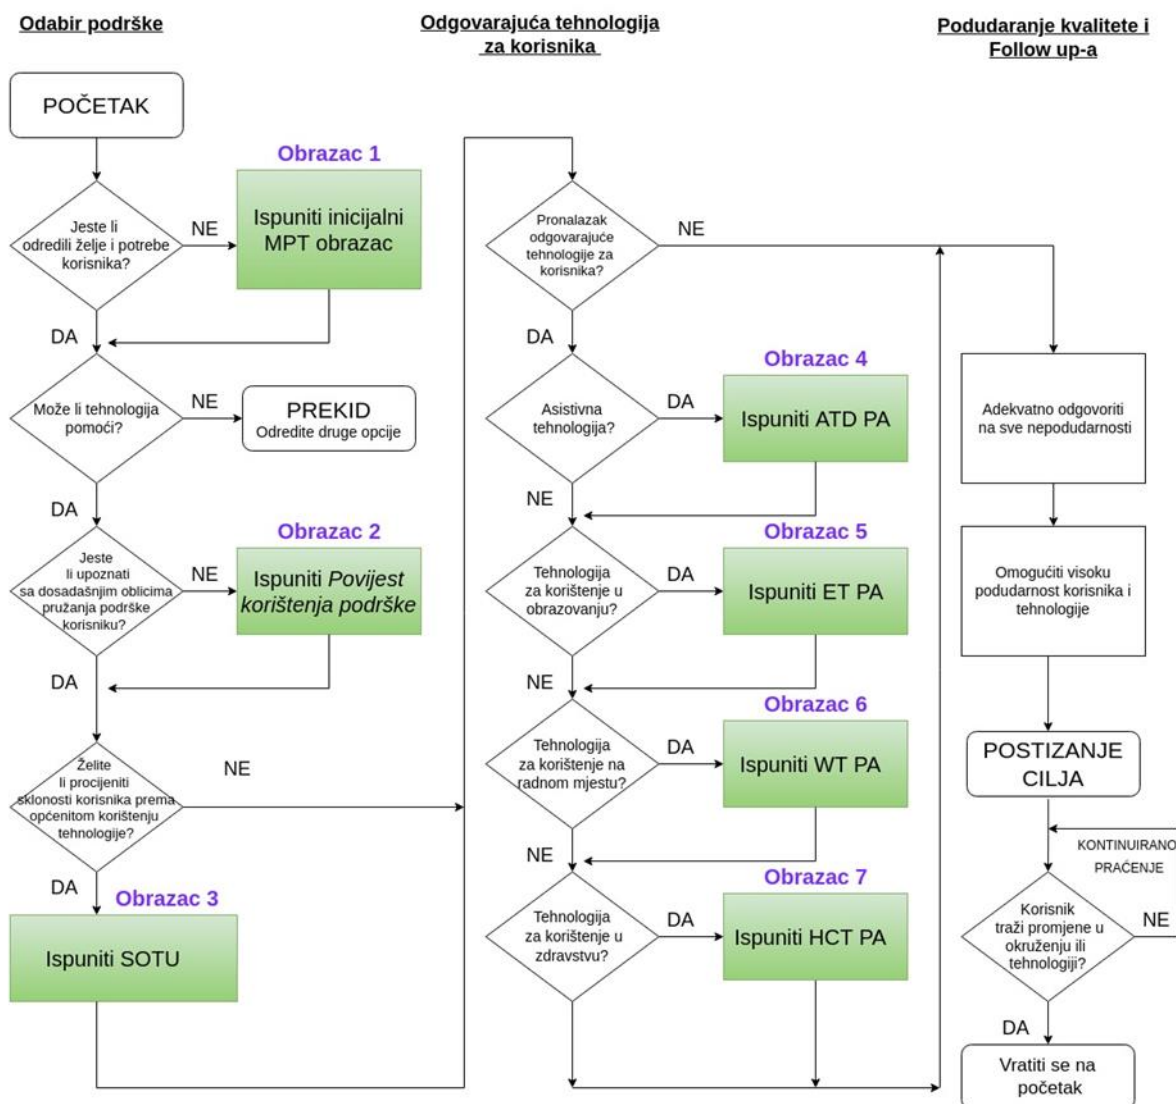 Odabir podrške
POČETAK
Obrazac 1
Jeste li
odredili želje i potrebe
korisnika?
NE
Ispuniti inicijalni
MPT obrazac
DA
Može li tehnologija
pomoći?
NE
PREKID
Odredite druge opcije
DA
Obrazac 2
Jeste
li upoznati
sa dosadašnjim oblicima
pružanja podrške
korisniku?
NE
Ispuniti Povijest
korištenja podrške
DA
Želite
li procijeniti
sklonosti korisnika prema
općenitom korištenju
tehnologije?
NE
DA
Obrazac 3
Ispuniti SOTU
Odgovarajuća tehnologija
za korisnika
Pronalazak
odgovarajuće
tehnologije za
korisnika?
NE
DA
Obrazac 4
Asistivna
tehnologija?
DA
Ispuniti ATD PA
NE
Obrazac 5
Tehnologija
za korištenje u
obrazovanju?
DA
Ispuniti ET PA
NE
Obrazac 6
Tehnologija
za korištenje na
radnom mjestu?
DA
Ispuniti WT PA
NE
Obrazac 7
Tehnologija
za korištenje u
zdravstvu?
DA
Ispuniti HCT PA
Podudaranje kvalitete i
Follow up-a
Adekvatno odgovoriti
na sve nepodudarnosti
Omogućiti visoku
podudarnost korisnika i
tehnologije
POSTIZANJE
CILJA
KONTINUIRANO
PRAĆENJE
Korisnik
traži promjene u
okruženju ili
tehnologiji?
NE
DA
Vratiti se na
početak